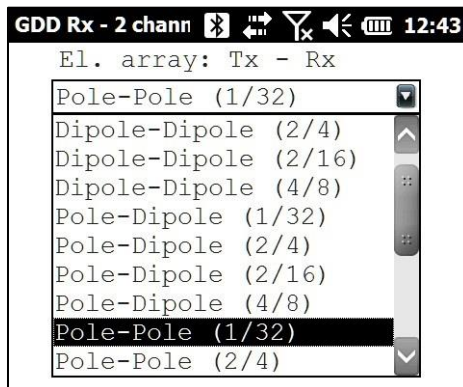 GDD Rx - 2 chann 12:43
El. array: Tx - Rx
Pole-Pole (1/32)
Dipole-Dipole (2/4)
Dipole-Dipole (2/16)
Dipole-Dipole (4/8)
Pole-Dipole (1/32)
Pole-Dipole (2/4)
Pole-Dipole (2/16)
Pole-Dipole (4/8)
Pole-Pole (1/32)
Pole-Pole (2/4)